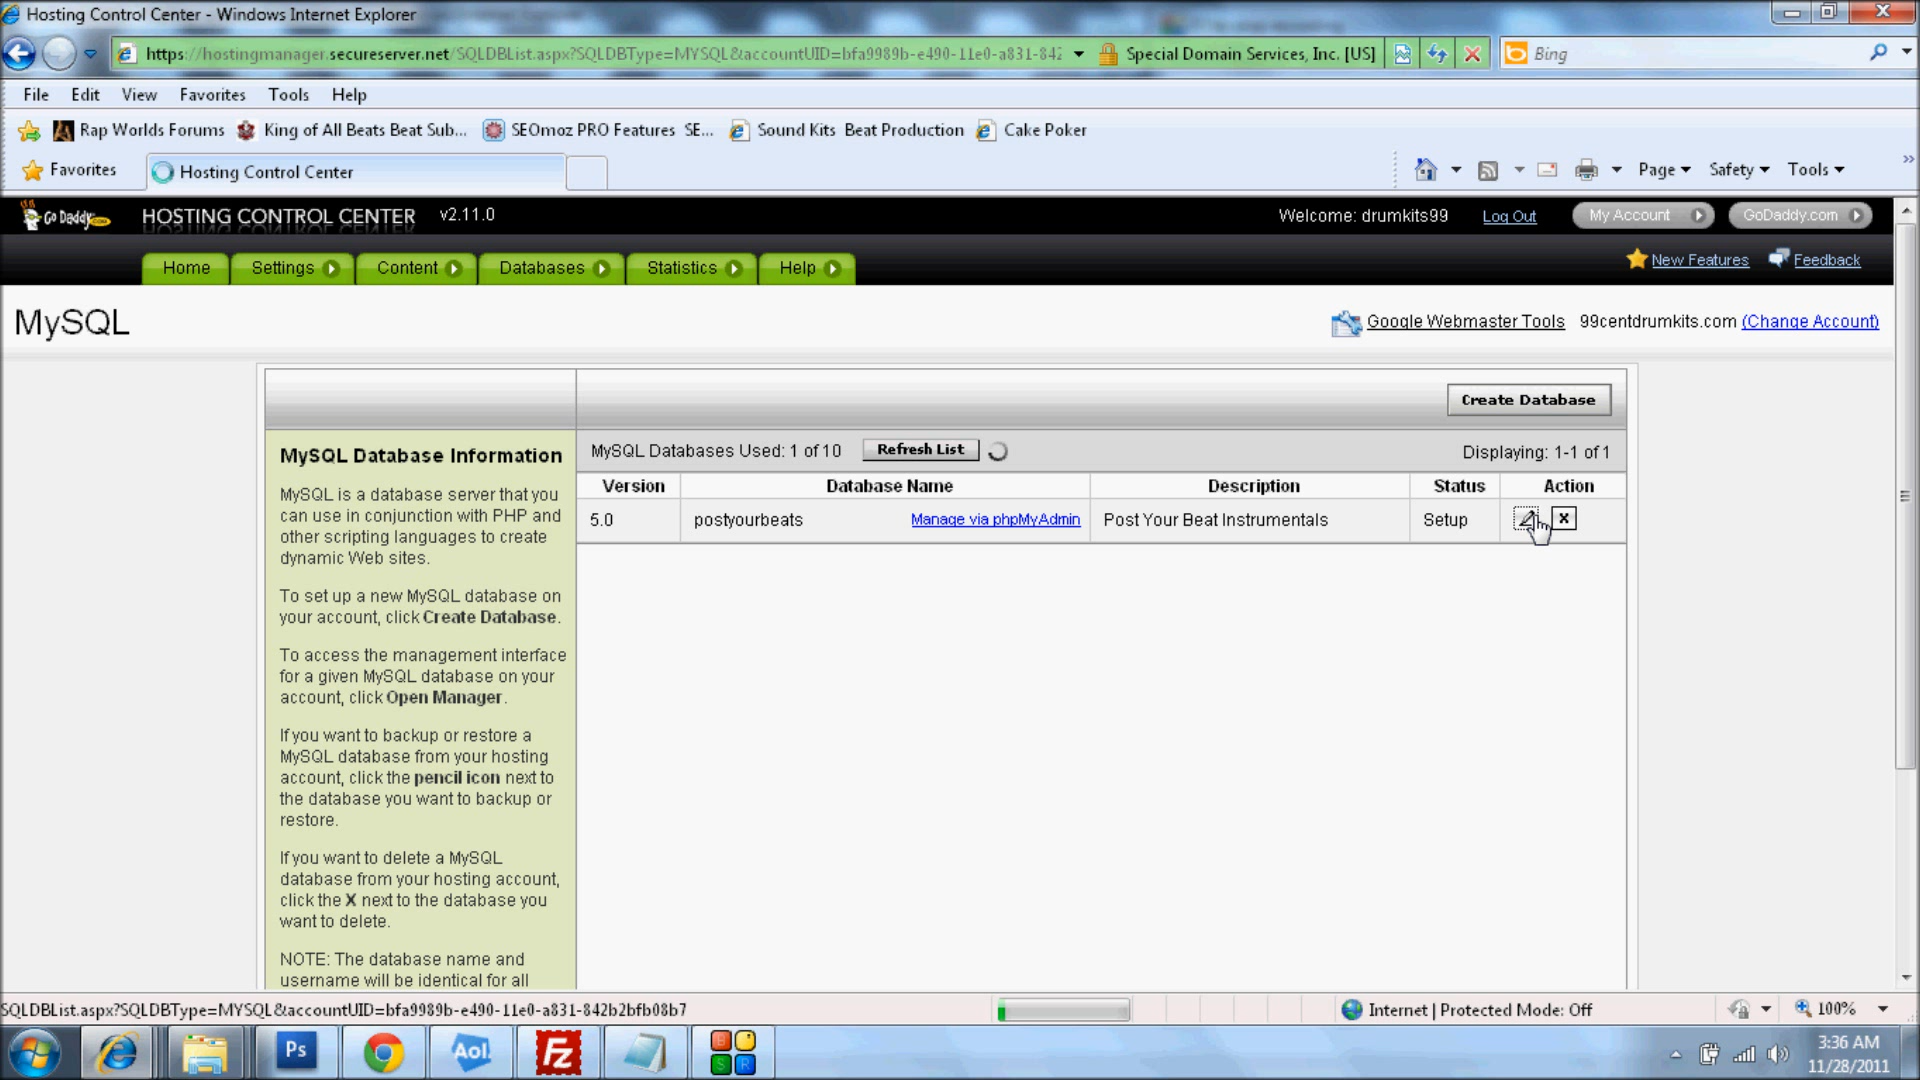 Hosting Control Center - Windows Internet Explorer
https://hostingmanager.secureserver.net/SQLDBList.aspx?SQLDBType=MYSQL&accountUID=bfa9989b-e490-11e0-a831-842
Special Domain Services, Inc. [US]
Bing
File Edit View Favorites Tools Help
Rap Worlds Forums King of All Beats Beat Sub... SEOmoz PRO Features SE... Sound Kits Beat Production Cake Poker
Favorites Hosting Control Center Page Safety Tools
Go Daddy HOSTING CONTROL CENTER v2.11.0 Welcome: drumkits99 Log Out My Account GoDaddy.com
Home Settings Content Databases Statistics Help New Features Feedback
MySQL Google Webmaster Tools 99centdrumkits.com (Change Account)
Create Database
MySQL Database Information
MySQL is a database server that you
can use in conjunction with PHP and
other scripting languages to create
dynamic Web sites.
To set up a new MySQL database on
your account, click Create Database.
To access the management interface
for a given MySQL database on your
account, click Open Manager.
If you want to backup or restore a
MySQL database from your hosting
account, click the pencil icon next to
the database you want to backup or
restore.
If you want to delete a MySQL
database from your hosting account,
click the X next to the database you
want to delete.
NOTE: The database name and
username will be identical for all
MySQL Databases Used: 1 of 10 Refresh List Displaying: 1-1 of 1
Version Database Name Description Status Action
5.0 postyourbeats Manage via phpMyAdmin Post Your Beat Instrumentals Setup X
SQLDBList.aspx?SQLDBType=MYSQL&accountUID=bfa9989b-e490-11e0-a831-842b2bfb08b7
Internet | Protected Mode: Off
100%
Ps
Aol.
Fz
S R
3:36 AM
11/28/2011